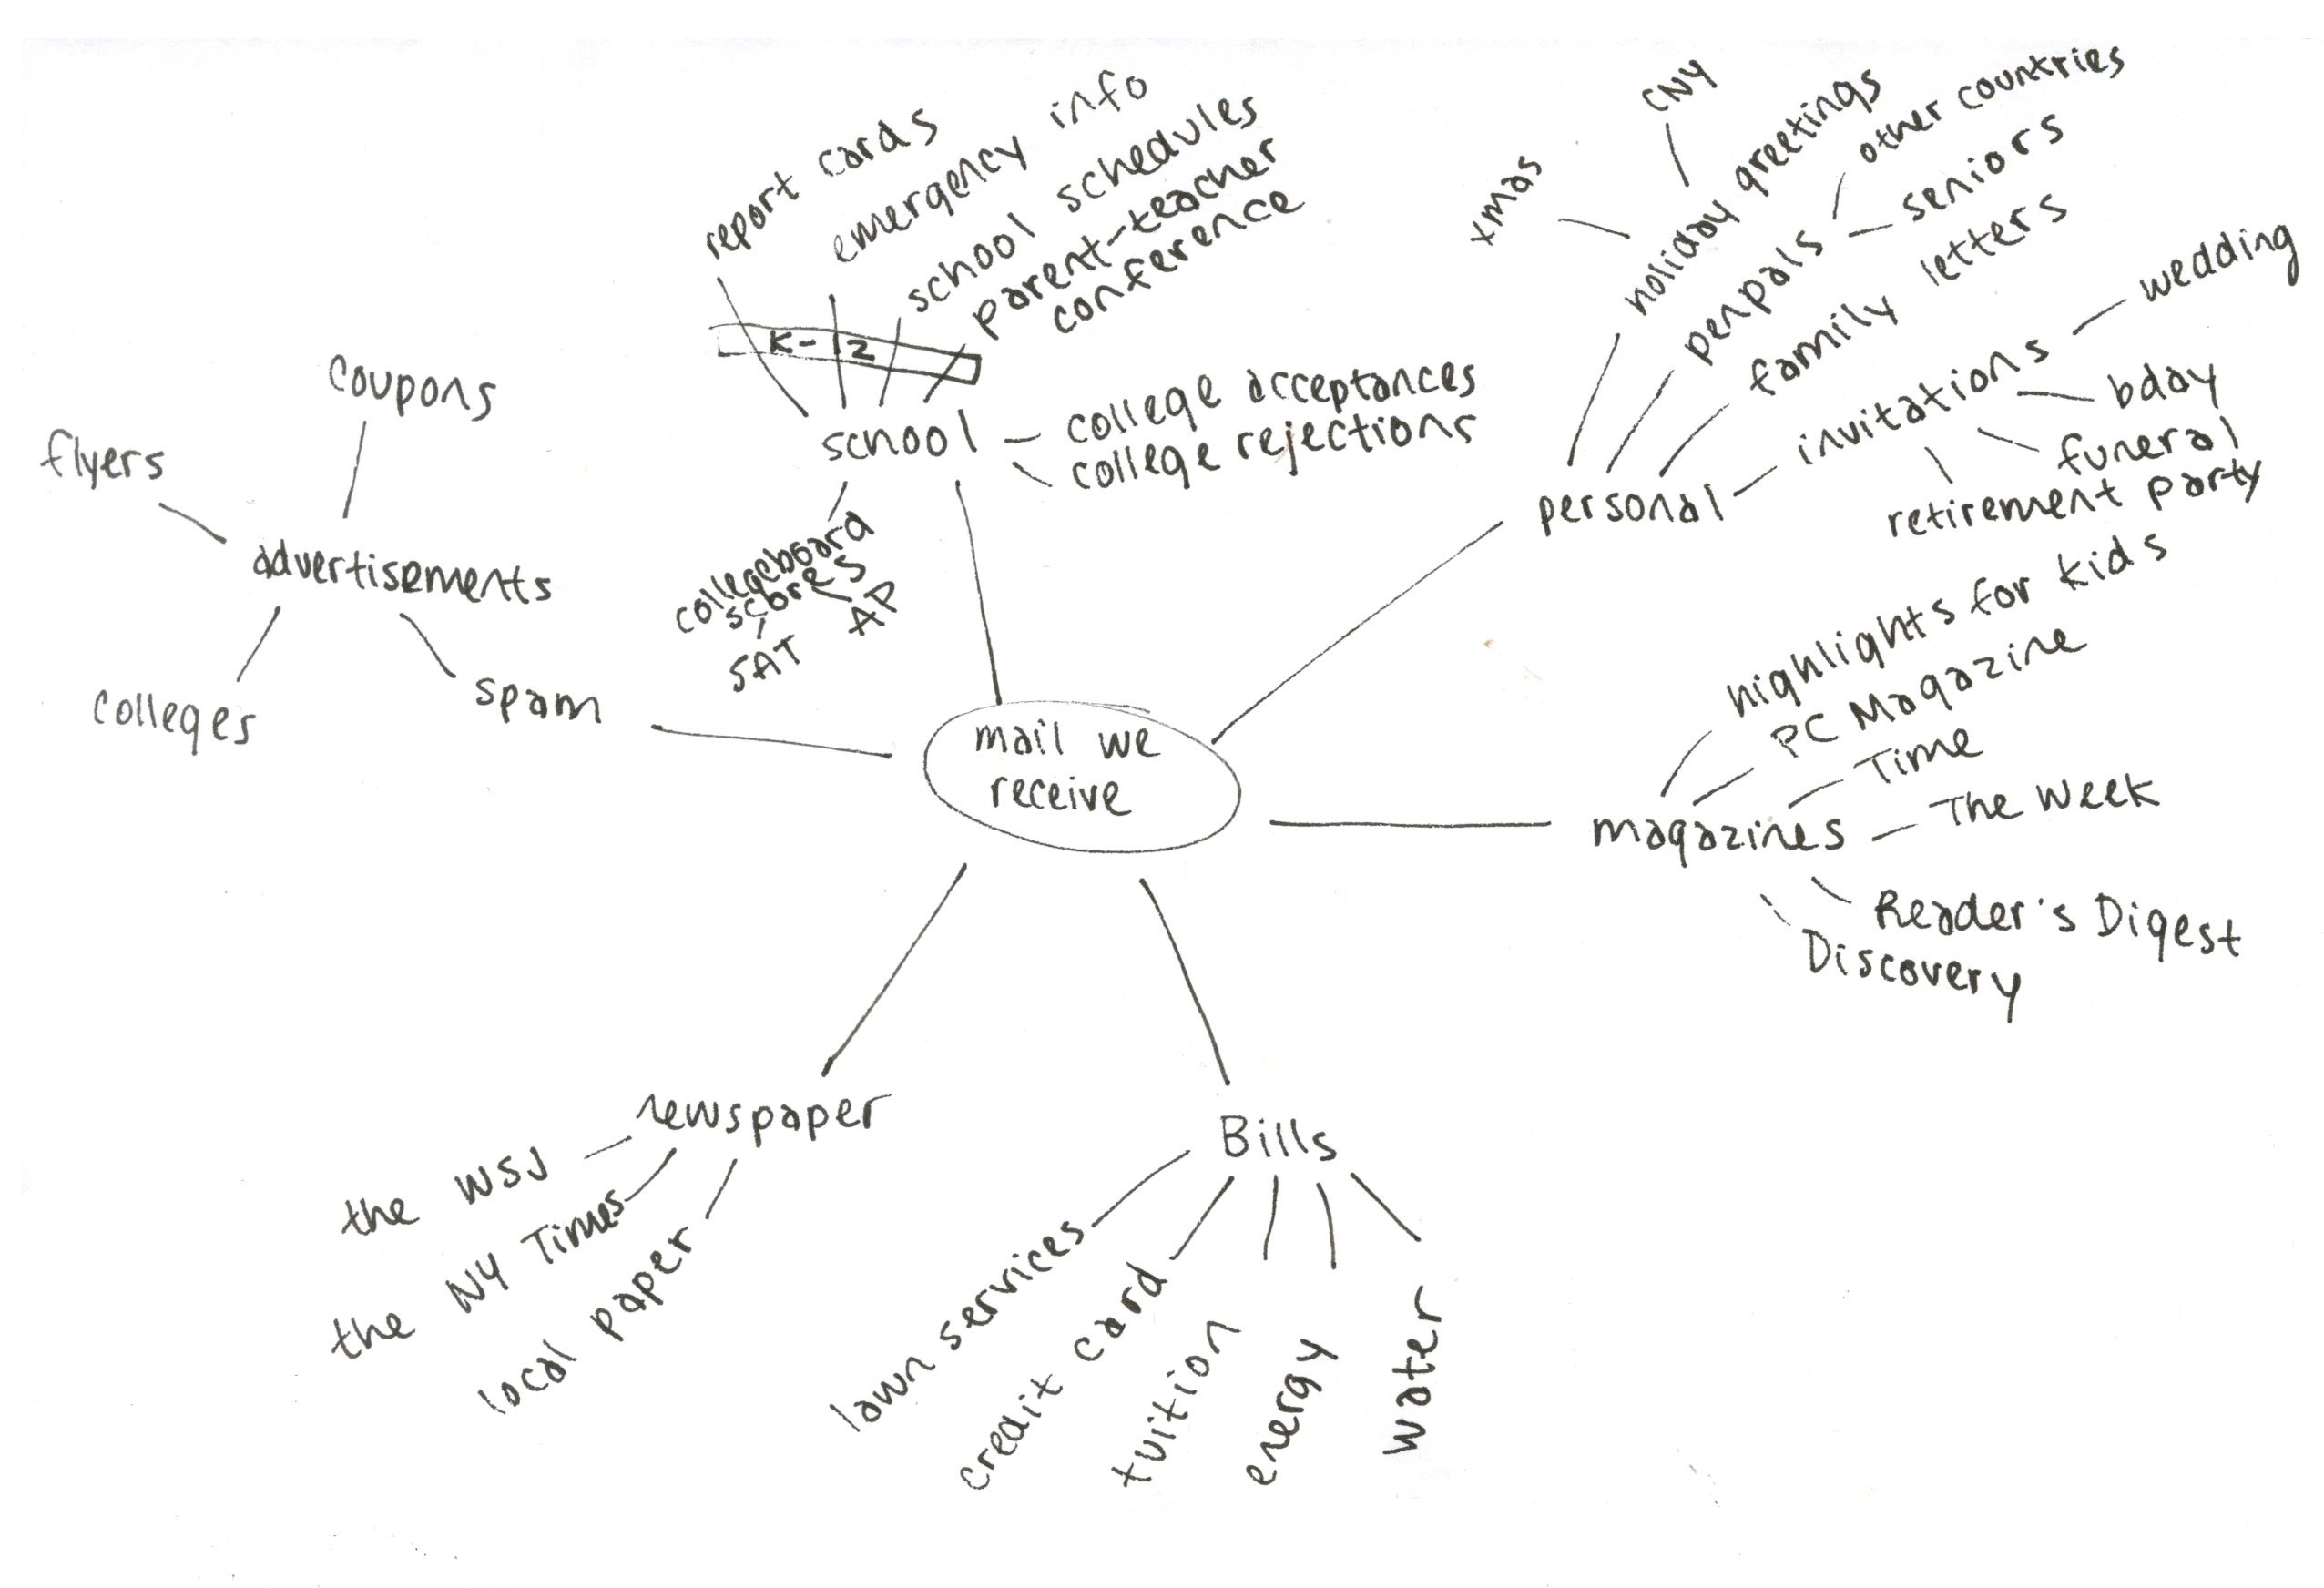 report cards
emergency info
school schedules
parent-teacher
conference
K-12
school
college acceptances
college rejections
collegeboard
scores
SAT
AP
xmas
CNY
holiday greetings
penpals
other countries
seniors
family letters
personal
invitations
wedding
bday
funeral
retirement party
coupons
flyers
advertisements
colleges
spam
mail we
receive
highlights for kids
PC Magazine
Time
The Week
magazines
Reader's Digest
Discovery
newspaper
the WSJ
the NY Times
local paper
Bills
lawn services
credit card
tuition
energy
water